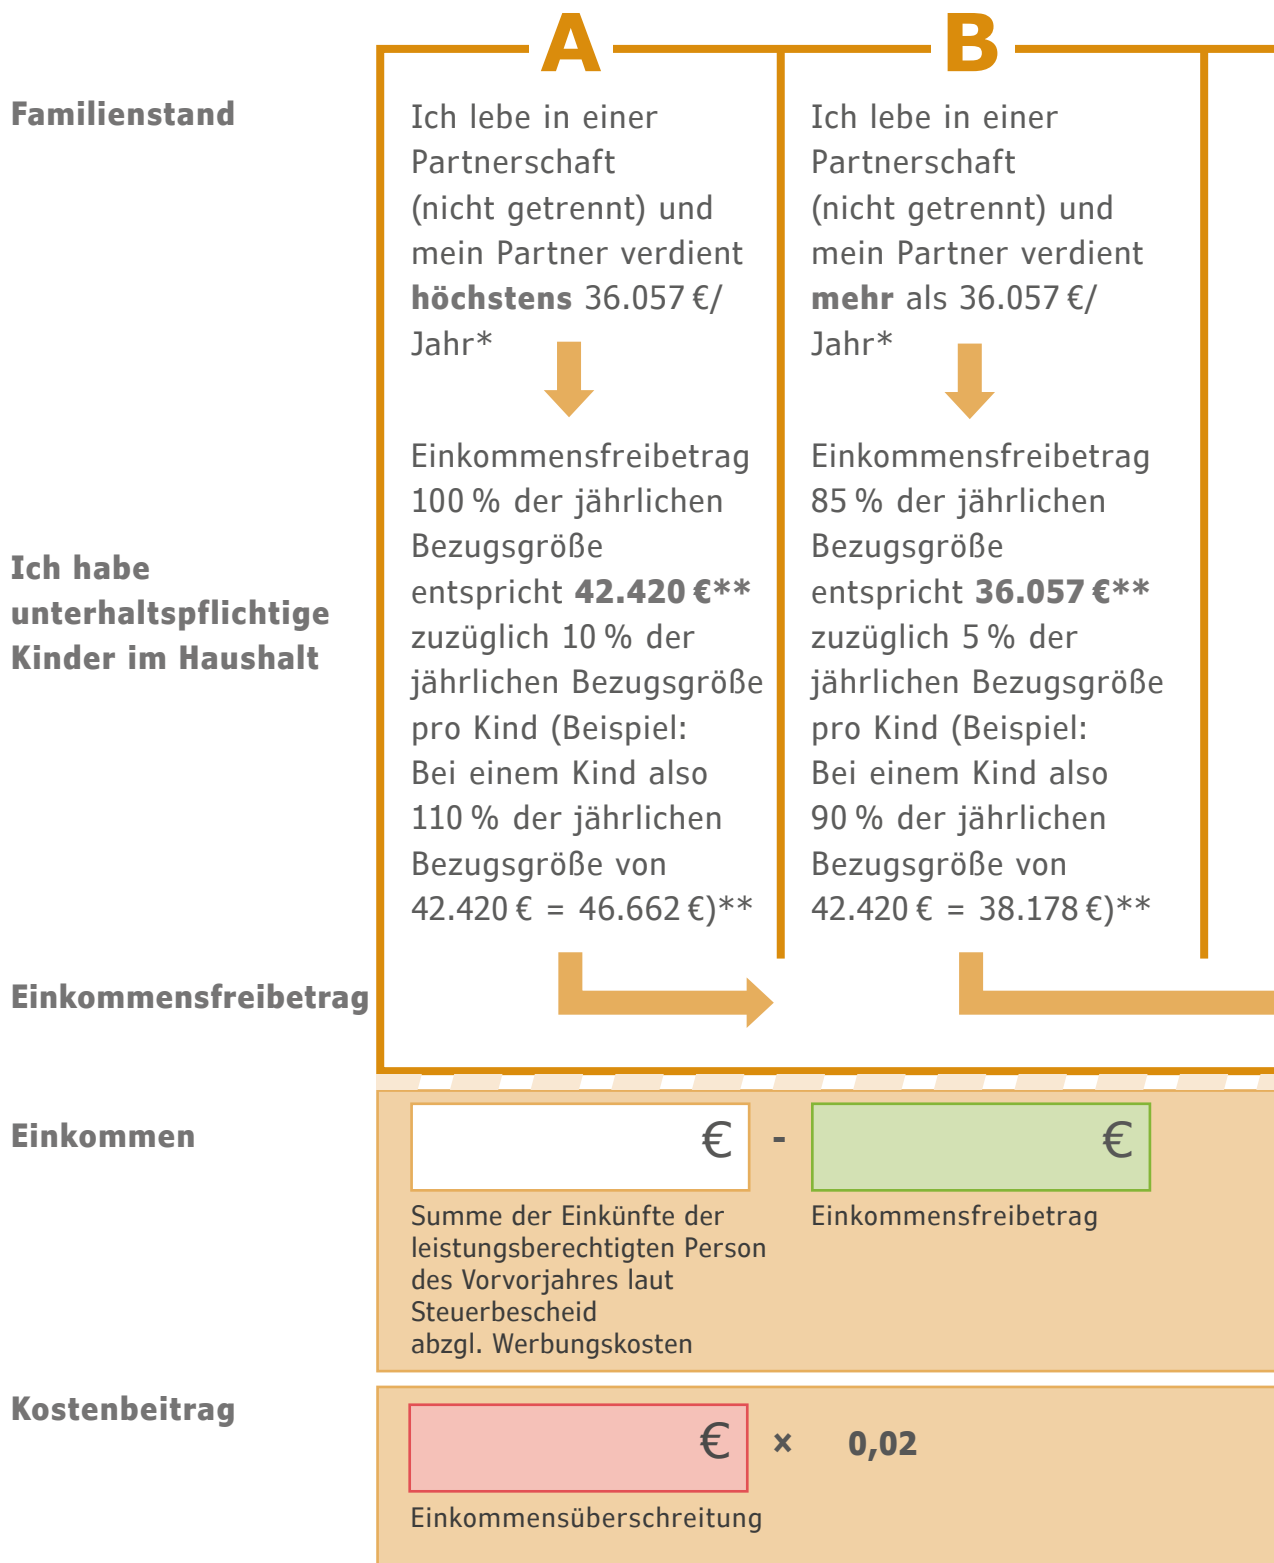 A
B
Familienstand
Ich lebe in einer
Partnerschaft
(nicht getrennt) und
mein Partner verdient
höchstens 36.057 €/
Jahr*
Ich lebe in einer
Partnerschaft
(nicht getrennt) und
mein Partner verdient
mehr als 36.057 €/
Jahr*
Ich habe
unterhaltspflichtige
Kinder im Haushalt
Einkommensfreibetrag
100 % der jährlichen
Bezugsgröße
entspricht 42.420 €**
zuzüglich 10 % der
jährlichen Bezugsgröße
pro Kind (Beispiel:
Bei einem Kind also
110 % der jährlichen
Bezugsgröße von
42.420 € = 46.662 €)**
Einkommensfreibetrag
85 % der jährlichen
Bezugsgröße
entspricht 36.057 €**
zuzüglich 5 % der
jährlichen Bezugsgröße
pro Kind (Beispiel:
Bei einem Kind also
90 % der jährlichen
Bezugsgröße von
42.420 € = 38.178 €)**
Einkommensfreibetrag
Einkommen
€ - €
Summe der Einkünfte der
leistungsberechtigten Person
des Vorvorjahres laut
Steuerbescheid
abzgl. Werbungskosten
Einkommensfreibetrag
Kostenbeitrag
€ × 0,02
Einkommensüberschreitung